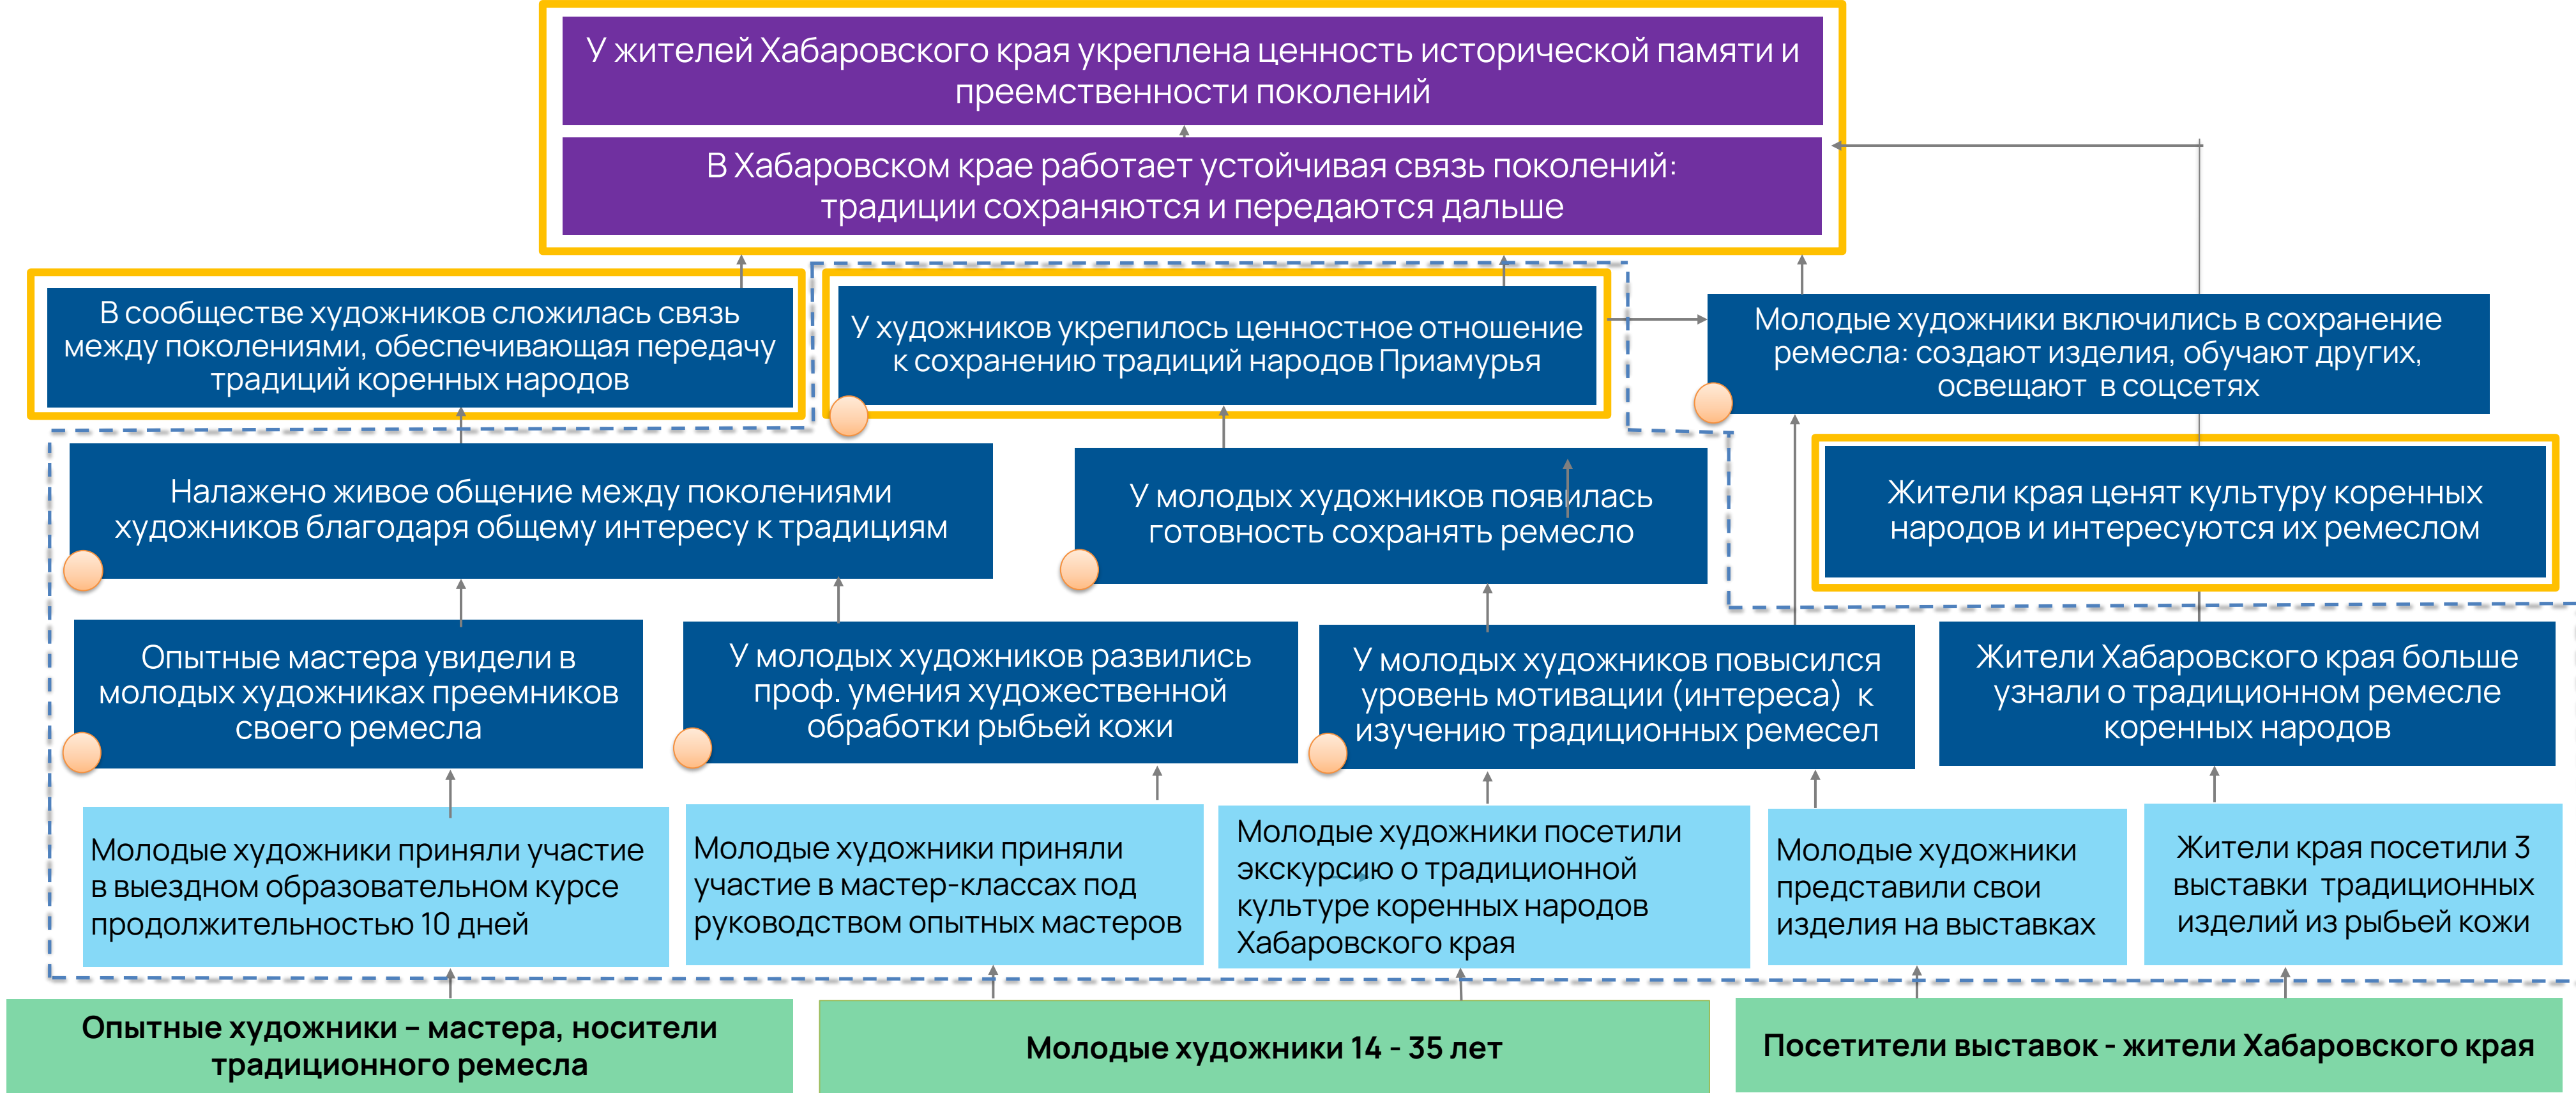 У жителей Хабаровского края укреплена ценность исторической памяти и
преемственности поколений
В Хабаровском крае работает устойчивая связь поколений:
традиции сохраняются и передаются дальше
В сообществе художников сложилась связь
между поколениями, обеспечивающая передачу
традиций коренных народов
У художников укрепилось ценностное отношение
к сохранению традиций народов Приамурья
Молодые художники включились в сохранение
ремесла: создают изделия, обучают других,
освещают в соцсетях
Налажено живое общение между поколениями
художников благодаря общему интересу к традициям
У молодых художников появилась
готовность сохранять ремесло
Жители края ценят культуру коренных
народов и интересуются их ремеслом
Опытные мастера увидели в
молодых художниках преемников
своего ремесла
У молодых художников развились
проф. умения художественной
обработки рыбьей кожи
У молодых художников повысился
уровень мотивации (интереса) к
изучению традиционных ремесел
Жители Хабаровского края больше
узнали о традиционном ремесле
коренных народов
Молодые художники приняли участие
в выездном образовательном курсе
продолжительностью 10 дней
Молодые художники приняли
участие в мастер-классах под
руководством опытных мастеров
Молодые художники посетили
экскурсию о традиционной
культуре коренных народов
Хабаровского края
Молодые художники
представили свои
изделия на выставках
Жители края посетили 3
выставки традиционных
изделий из рыбьей кожи
Опытные художники – мастера, носители
традиционного ремесла
Молодые художники 14 - 35 лет
Посетители выставок - жители Хабаровского края